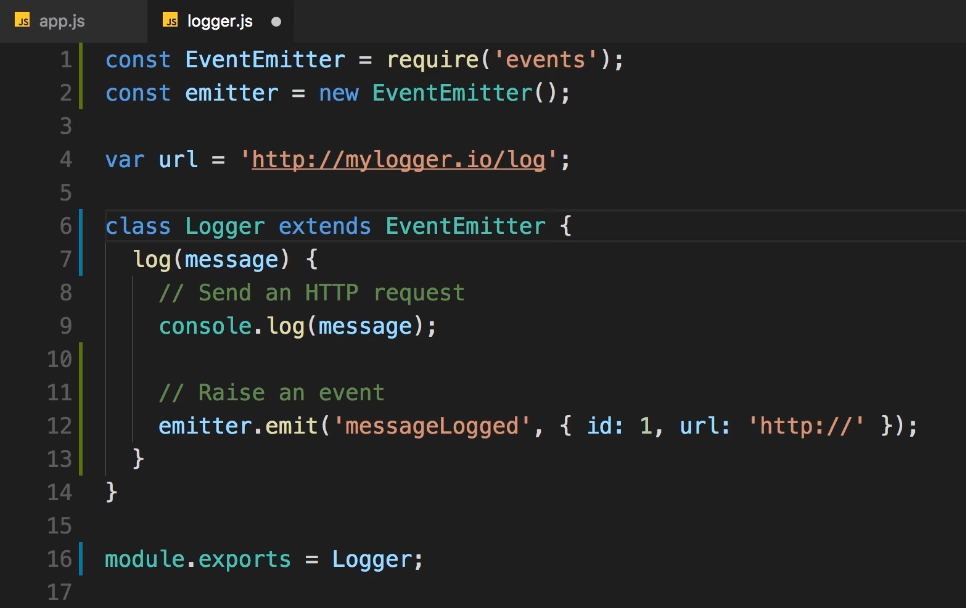 JS app.js JS logger.js
1 const EventEmitter = require('events');
2 const emitter = new EventEmitter();
3
4 var url = 'http://mylogger.io/log';
5
6 class Logger extends EventEmitter {
7   log(message) {
8     // Send an HTTP request
9     console.log(message);
10
11     // Raise an event
12     emitter.emit('messageLogged', { id: 1, url: 'http://' });
13   }
14 }
15
16 module.exports = Logger;
17